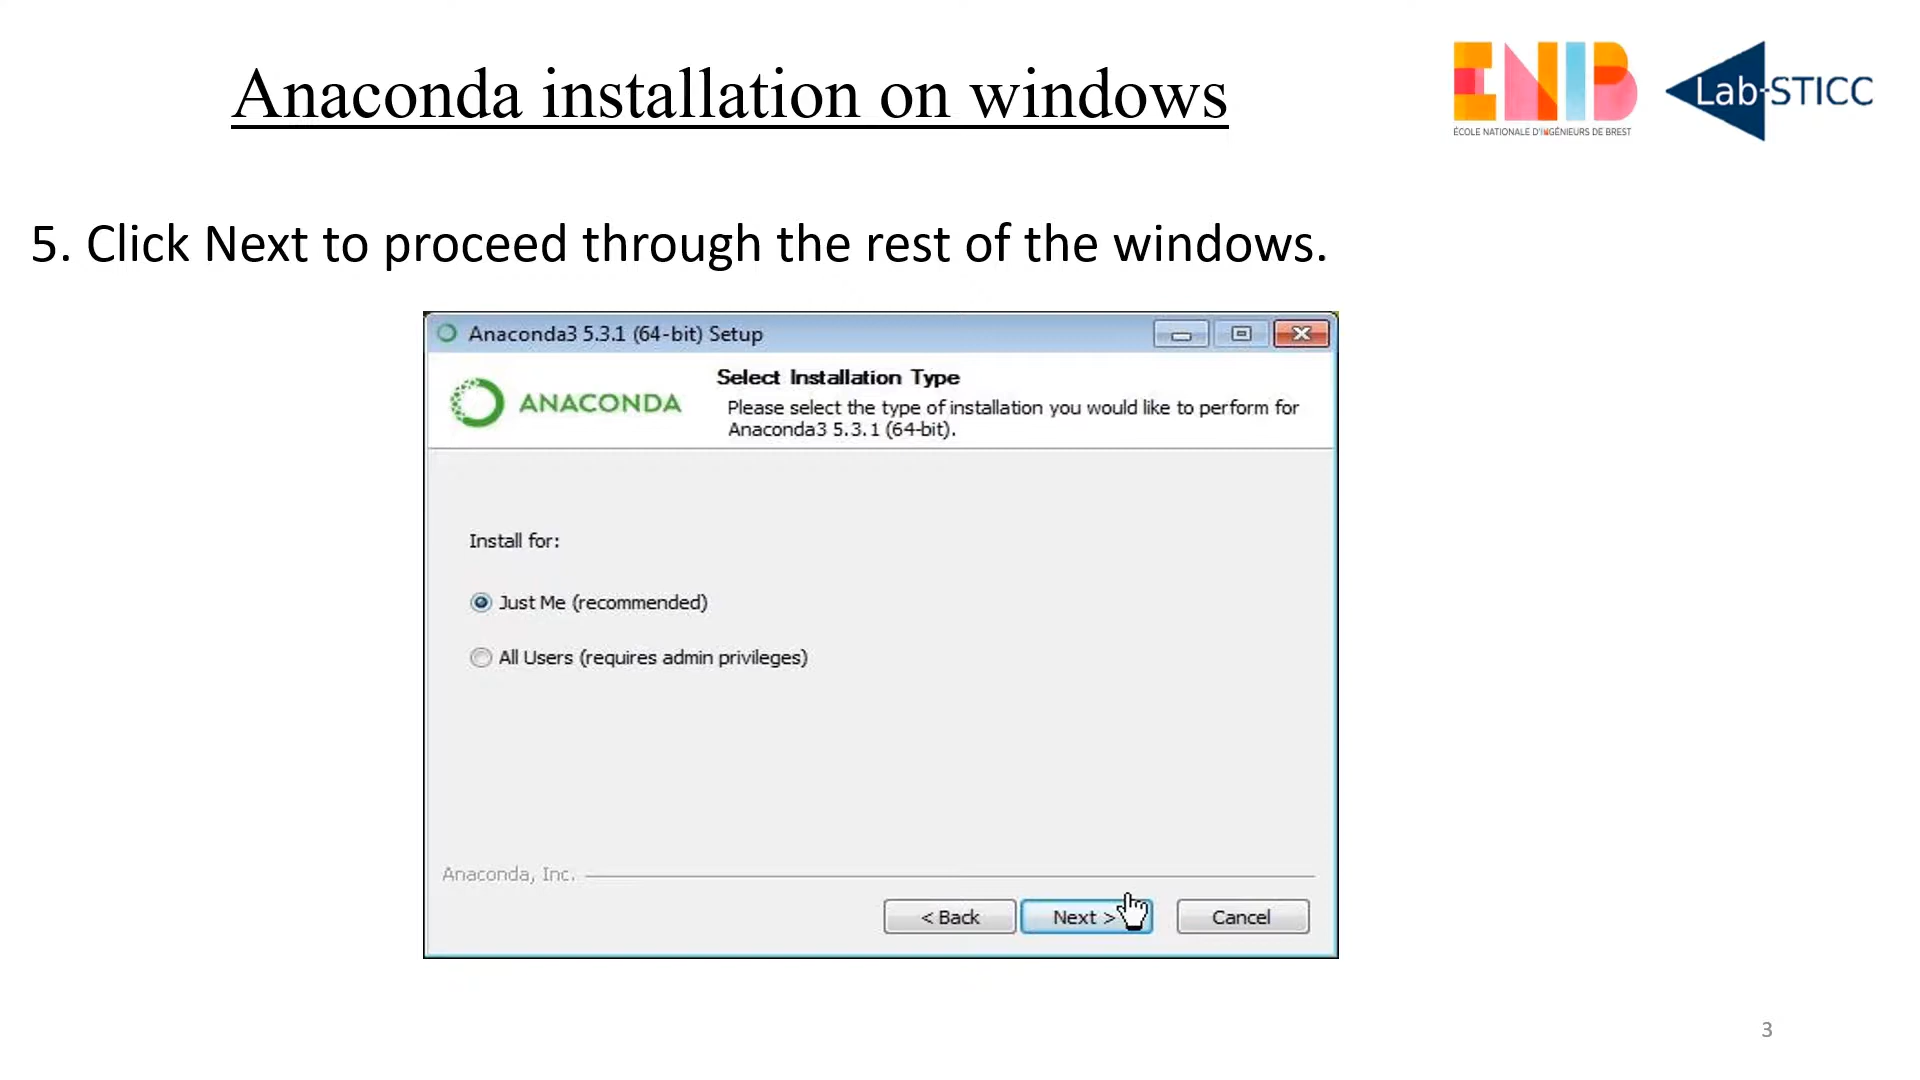 Anaconda installation on windows
ENIB
ÉCOLE NATIONALE D'INGÉNIEURS DE BREST
Lab-STICC
5. Click Next to proceed through the rest of the windows.
Anaconda3 5.3.1 (64-bit) Setup
ANACONDA
Select Installation Type
Please select the type of installation you would like to perform for
Anaconda3 5.3.1 (64-bit).
Install for:
Just Me (recommended)
All Users (requires admin privileges)
Anaconda, Inc.
< Back
Next >
Cancel
3